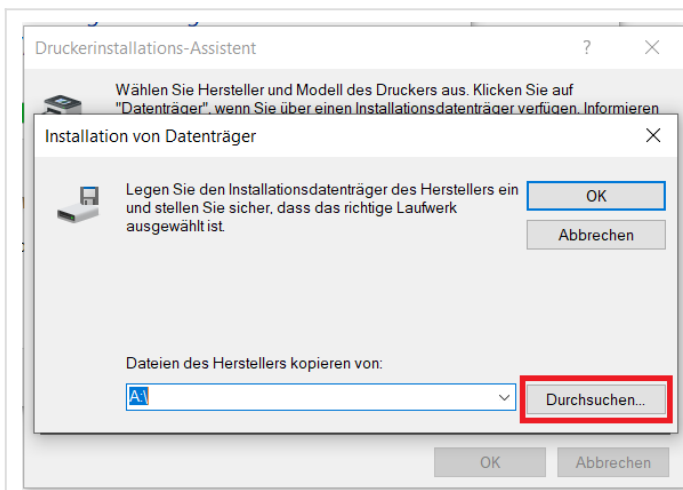 Druckerinstallations-Assistent
Wählen Sie Hersteller und Modell des Druckers aus. Klicken Sie auf
"Datenträger", wenn Sie über einen Installationsdatenträger verfügen. Informieren
Installation von Datenträger
Legen Sie den Installationsdatenträger des Herstellers ein
und stellen Sie sicher, dass das richtige Laufwerk
ausgewählt ist.
OK
Abbrechen
Dateien des Herstellers kopieren von:
A:\
Durchsuchen...
OK
Abbrechen